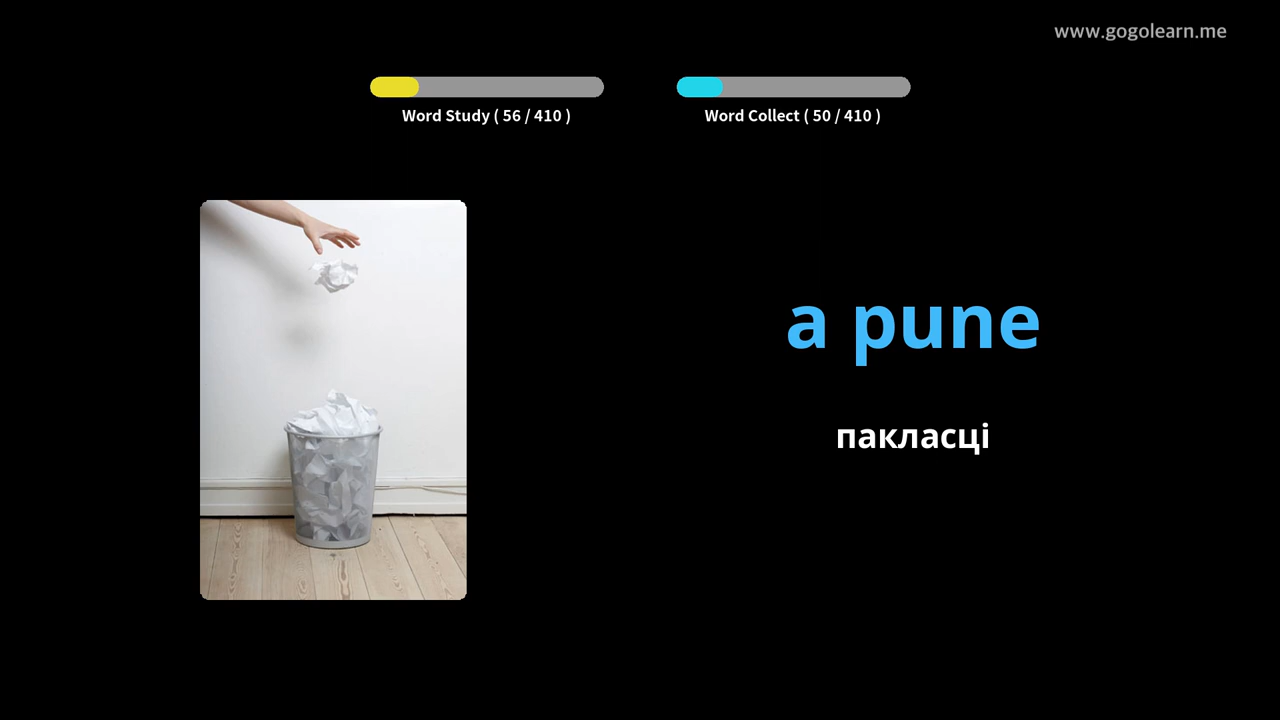 www.gogolearn.me
Word Study ( 56 / 410 )
Word Collect ( 50 / 410 )
a pune
пакласці